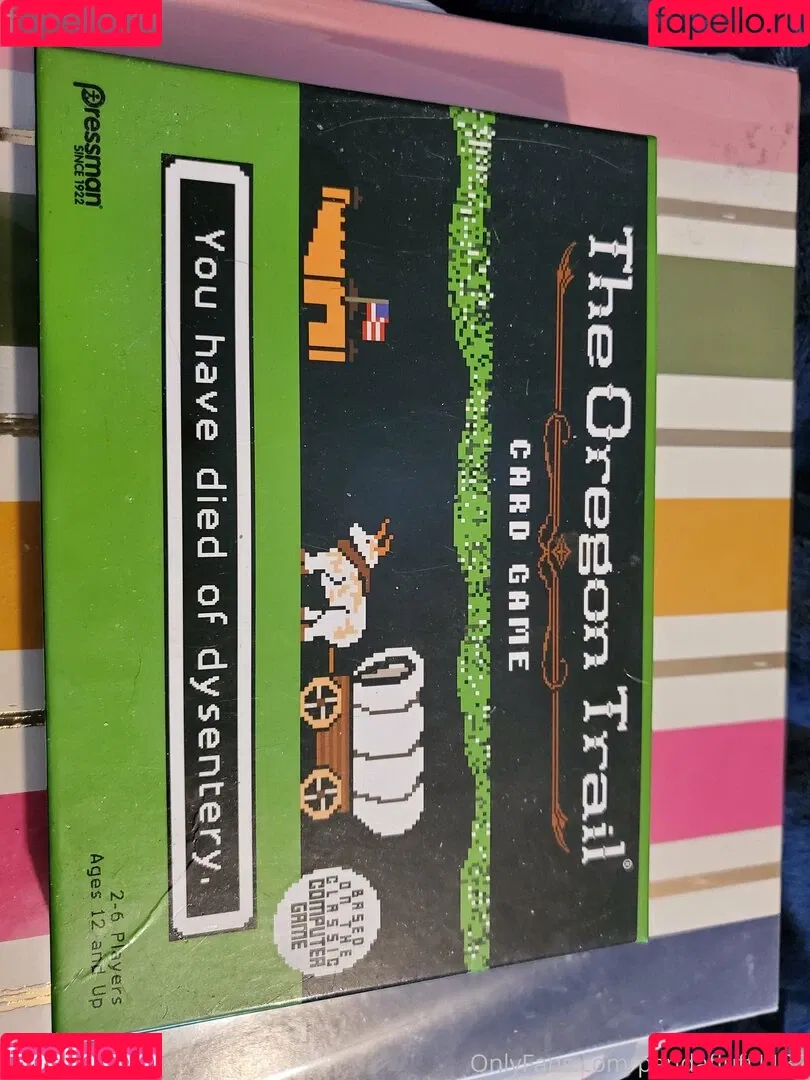 fapello.ru
fapello.ru
The Oregon Trail®
CARD GAME
You have died of dysentery.
BASED
ON THE
CLASSIC
COMPUTER
GAME
Pressman®
SINCE 1922
2-6 Players
Ages 12 and Up
fapello.ru
fapello.ru